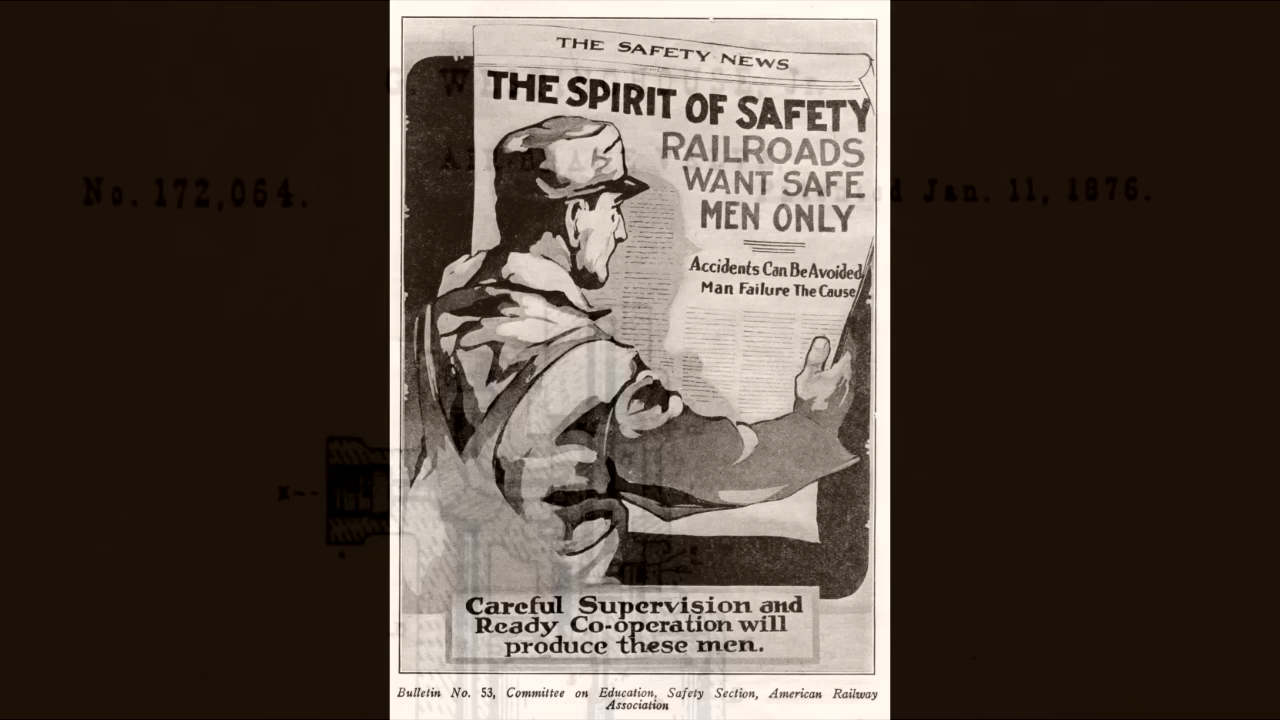 THE SAFETY NEWS
THE SPIRIT OF SAFETY
RAILROADS
WANT SAFE
MEN ONLY
Accidents Can Be Avoided
Man Failure The Cause
No. 172,064.
Jan. 11, 1876.
x--
Careful Supervision and
Ready Co-operation will
produce these men.
Bulletin No. 53, Committee on Education, Safety Section, American Railway
Association